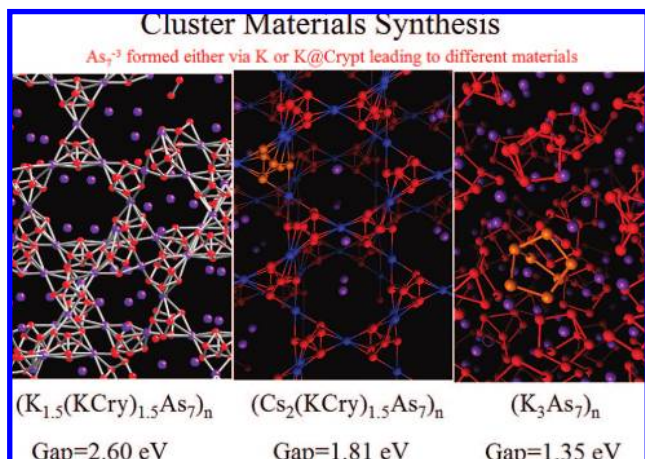 Cluster Materials Synthesis
As₇⁻³ formed either via K or K@Crypt leading to different materials
(K₁.₅(KCry)₁.₅As₇)ₙ (Cs₂(KCry)₁.₅As₇)ₙ (K₃As₇)ₙ
Gap=2.60 eV Gap=1.81 eV Gap=1.35 eV